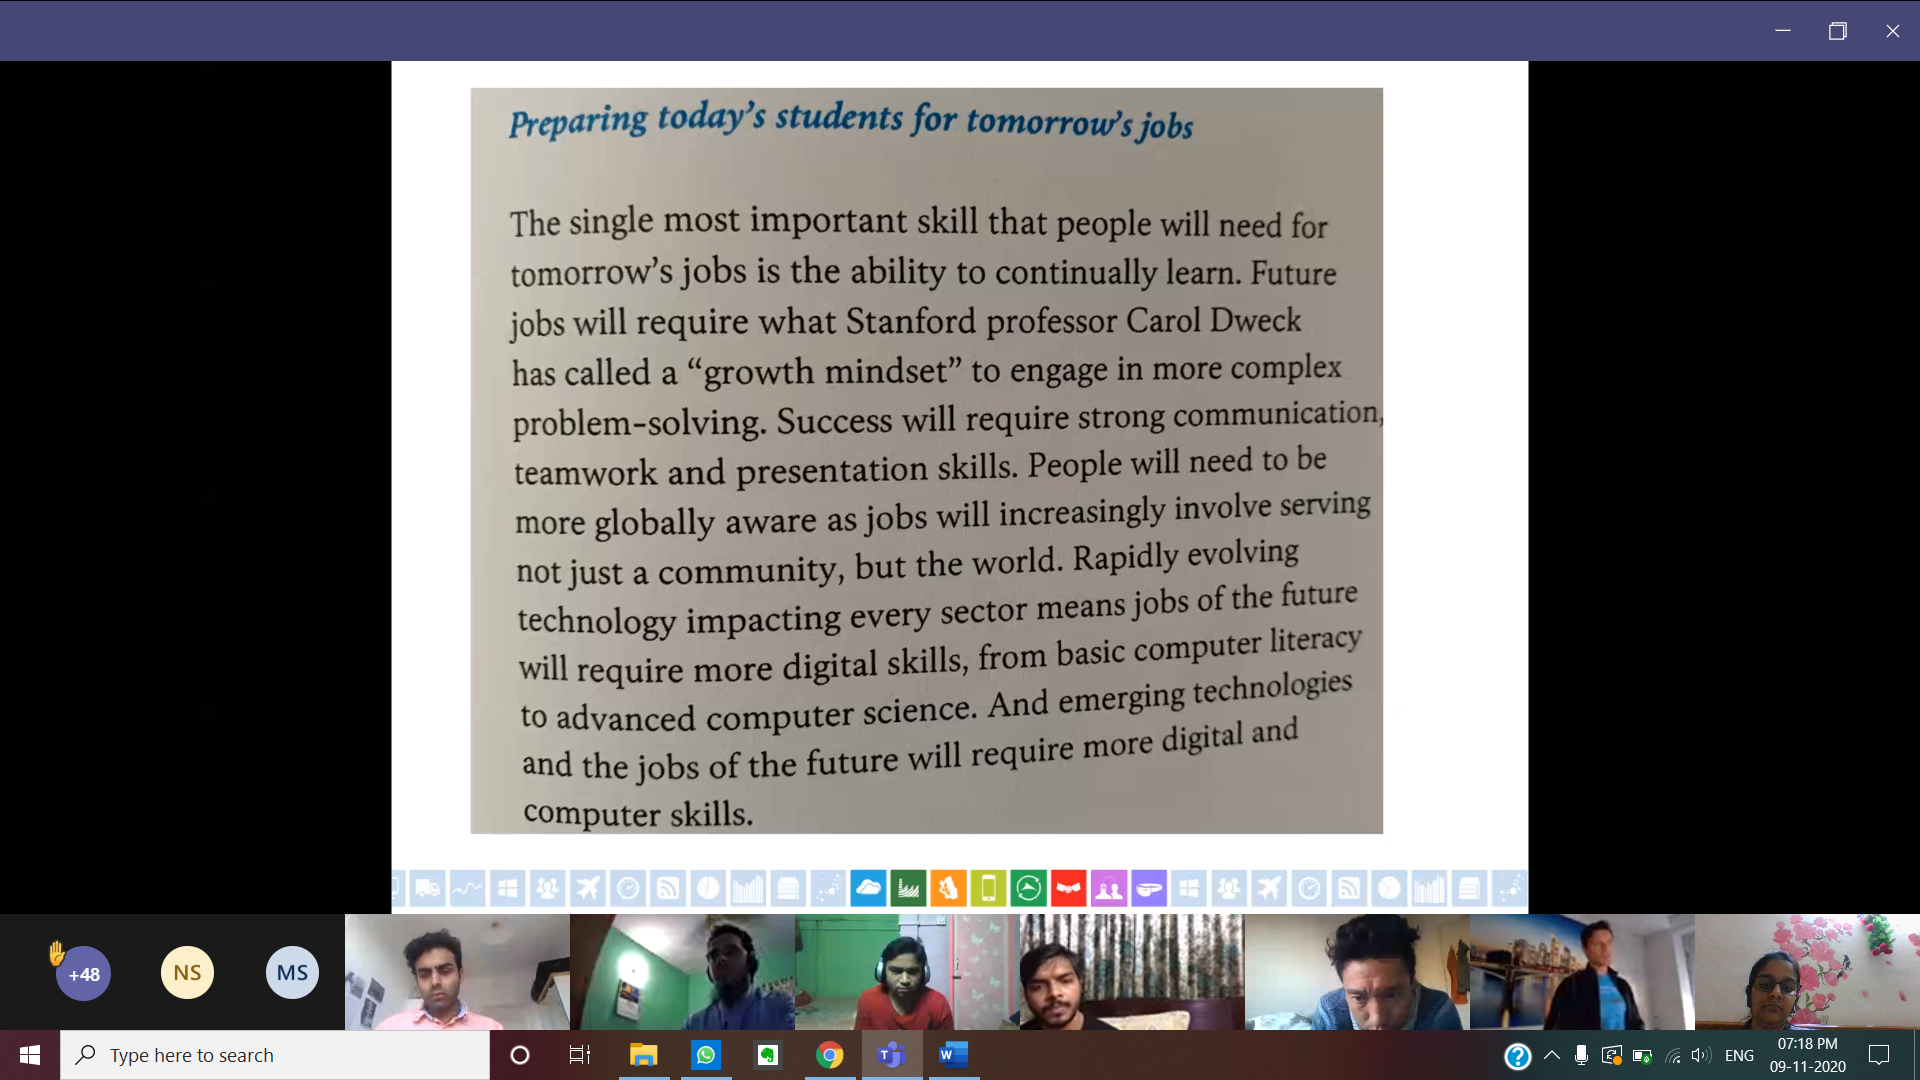 Preparing today's students for tomorrow's jobs
The single most important skill that people will need for
tomorrow's jobs is the ability to continually learn. Future
jobs will require what Stanford professor Carol Dweck
has called a “growth mindset” to engage in more complex
problem-solving. Success will require strong communication,
teamwork and presentation skills. People will need to be
more globally aware as jobs will increasingly involve serving
not just a community, but the world. Rapidly evolving
technology impacting every sector means jobs of the future
will require more digital skills, from basic computer literacy
to advanced computer science. And emerging technologies
and the jobs of the future will require more digital and
computer skills.
+48
NS
MS
Type here to search
T
W
?
ENG
07:18 PM
09-11-2020